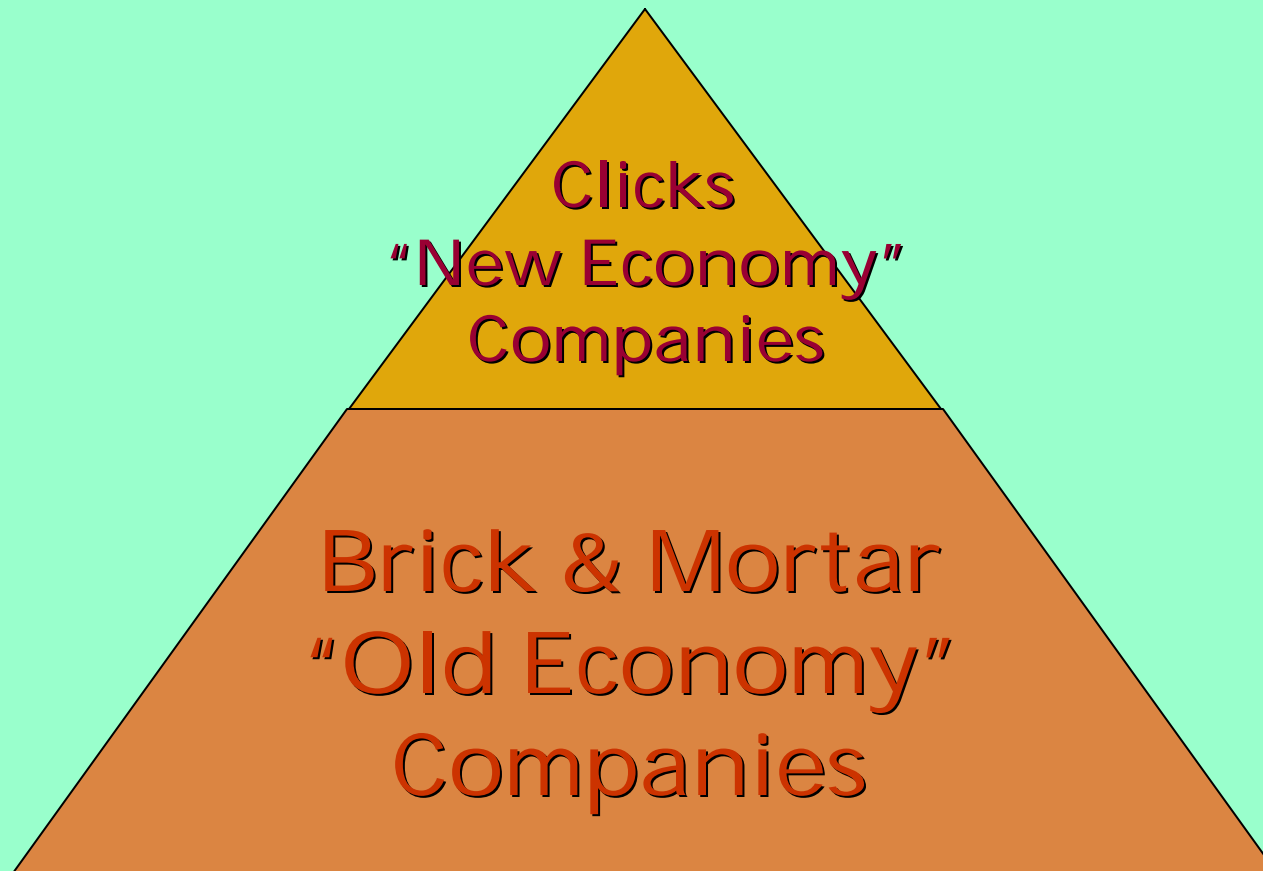 Clicks
“New Economy”
Companies
Brick & Mortar
“Old Economy”
Companies